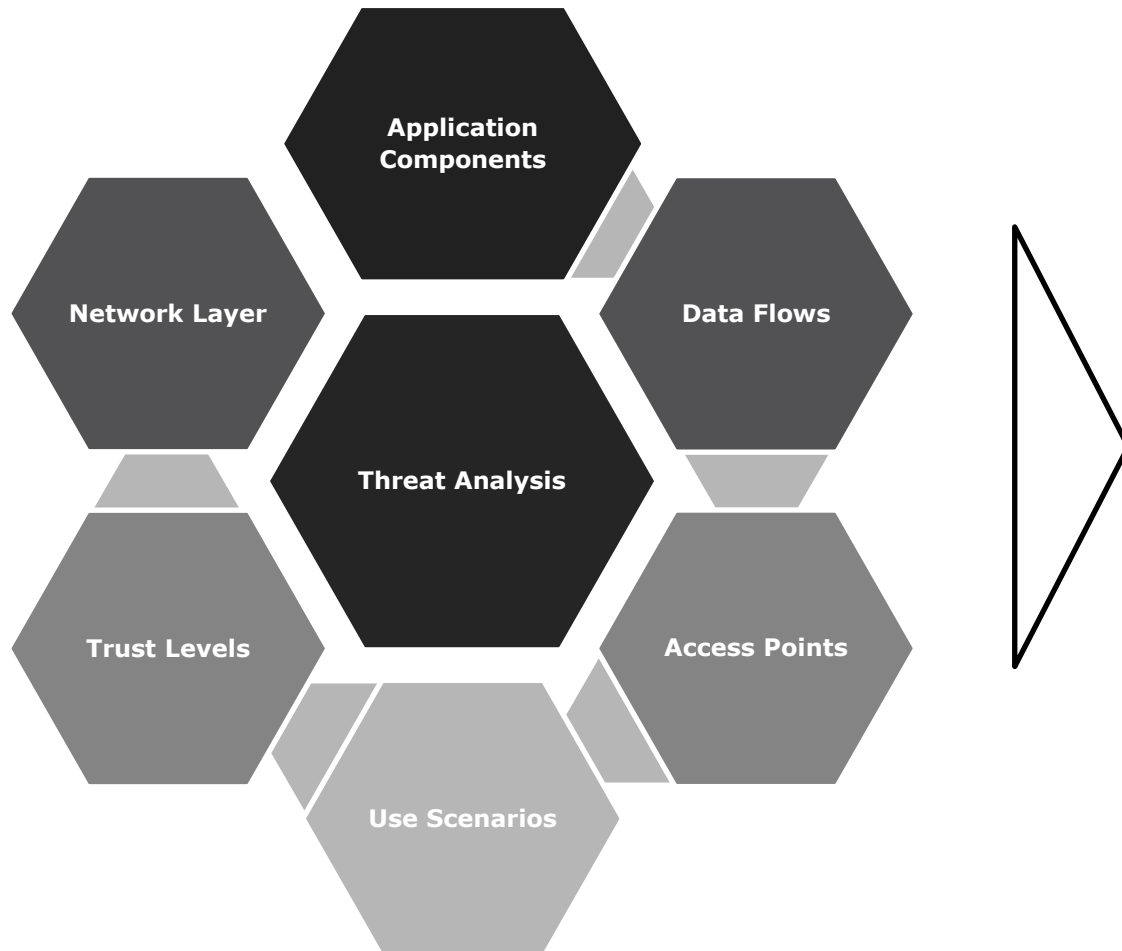 Application
Components
Network Layer
Data Flows
Threat Analysis
Trust Levels
Access Points
Use Scenarios